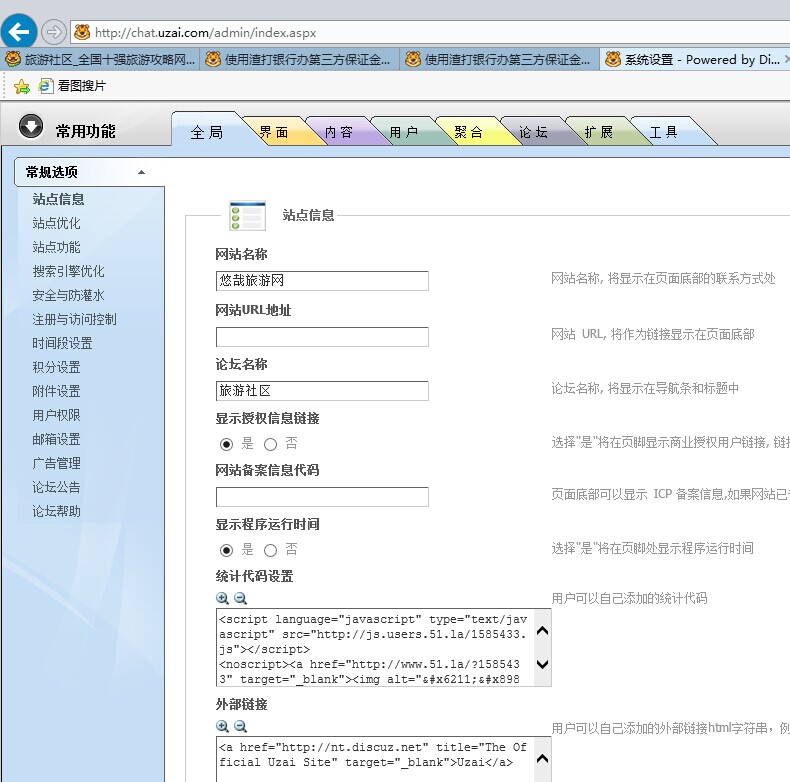 http://chat.uzai.com/admin/index.aspx
旅游社区_全国十强旅游攻略网...
使用渣打银行办第三方保证金...
使用渣打银行办第三方保证金...
系统设置 - Powered by Di...
看图搜片
常用功能
全局
界面
内容
用户
聚合
论坛
扩展
工具
常规选项
站点信息
站点优化
站点功能
搜索引擎优化
安全与防灌水
注册与访问控制
时间段设置
积分设置
附件设置
用户权限
邮箱设置
广告管理
论坛公告
论坛帮助
站点信息
网站名称
悠哉旅游网
网站名称, 将显示在页面底部的联系方式处
网站URL地址
网站 URL, 将作为链接显示在页面底部
论坛名称
旅游社区
论坛名称, 将显示在导航条和标题中
显示授权信息链接
是 否
选择"是"将在页脚显示商业授权用户链接, 链
网站备案信息代码
页面底部可以显示 ICP 备案信息,如果网站已
显示程序运行时间
是 否
选择"是"将在页脚处显示程序运行时间
统计代码设置
用户可以自己添加的统计代码
<script language="javascript" type="text/jav
ascript" src="http://js.users.51.la/1585433.
js"></script>
<noscript><a href="http://www.51.la/?158543
3" target="_blank"><img alt="&#x6211;&#x898
外部链接
用户可以自己添加的外部链接html字符串，例
<a href="http://nt.discuz.net" title="The Of
ficial Uzai Site" target="_blank">Uzai</a>